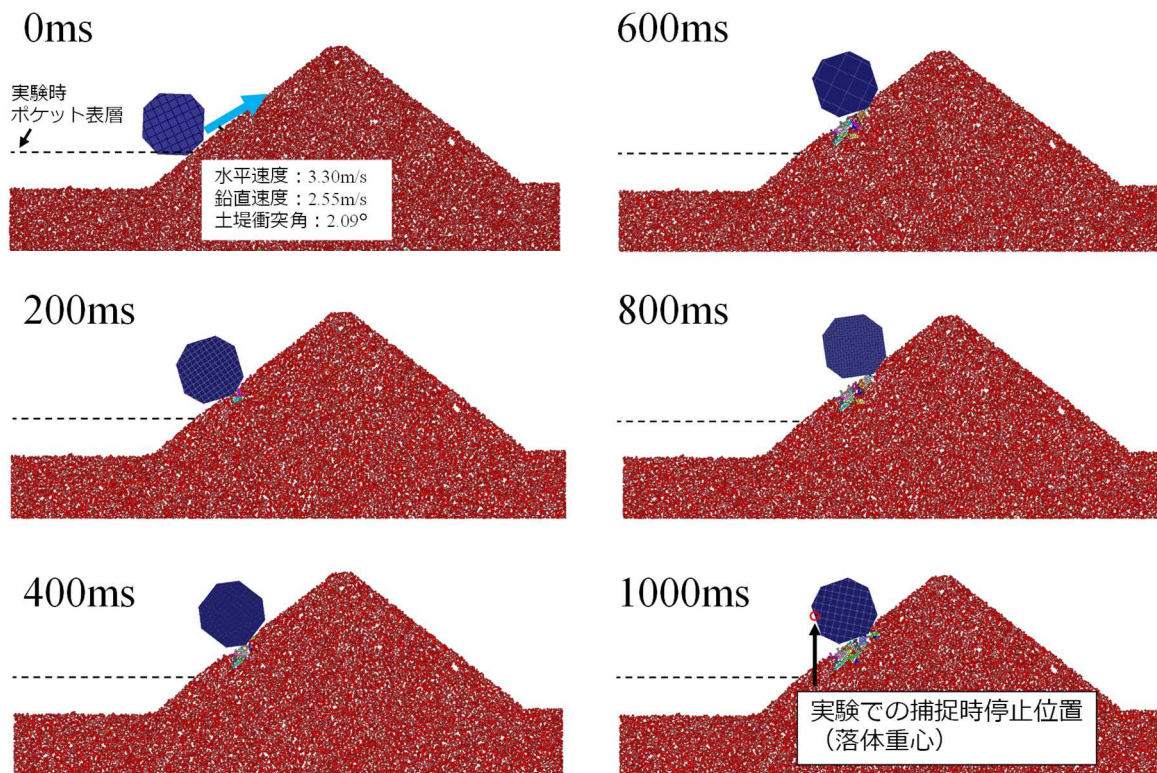 0ms
実験時
ポケット表層
水平速度：3.30m/s
鉛直速度：2.55m/s
土堤衝突角：2.09°
200ms
400ms
600ms
800ms
1000ms
実験での捕捉時停止位置
（落体重心）